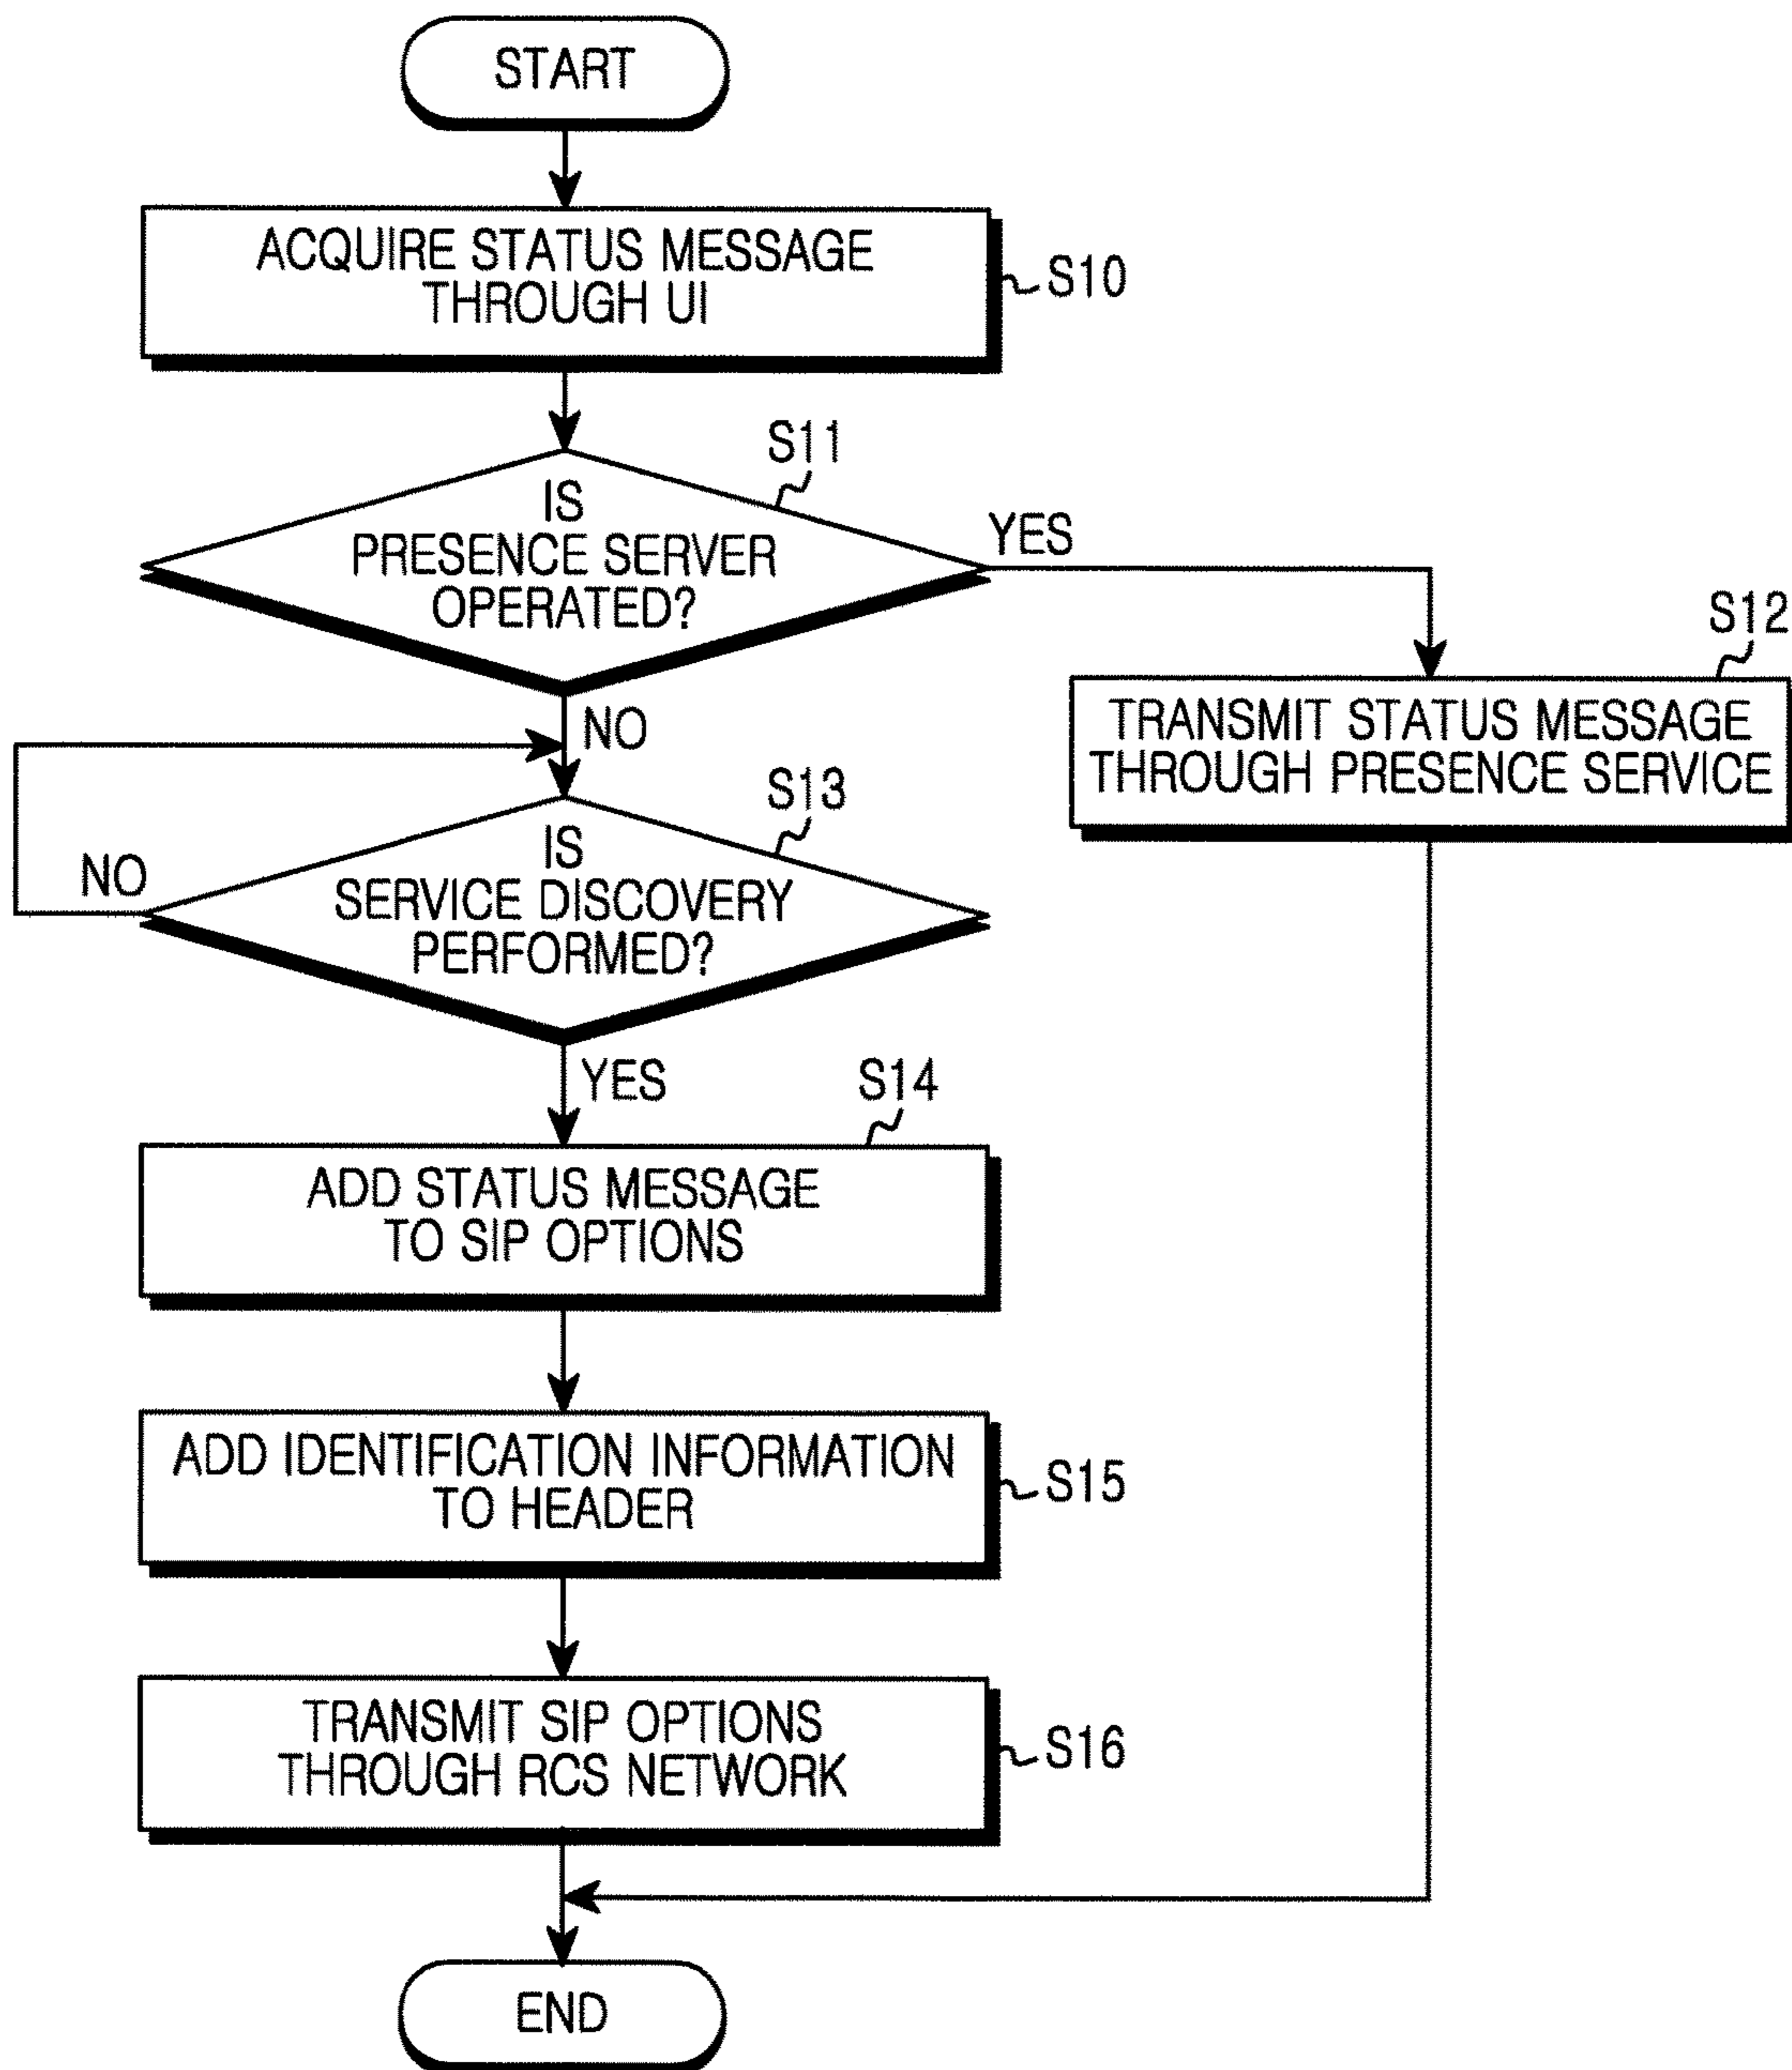 START
ACQUIRE STATUS MESSAGE
THROUGH UI
S10
S11
IS
PRESENCE SERVER
OPERATED?
YES
S12
TRANSMIT STATUS MESSAGE
THROUGH PRESENCE SERVICE
NO
S13
IS
SERVICE DISCOVERY
PERFORMED?
NO
YES
S14
ADD STATUS MESSAGE
TO SIP OPTIONS
ADD IDENTIFICATION INFORMATION
TO HEADER
S15
TRANSMIT SIP OPTIONS
THROUGH RCS NETWORK
S16
END